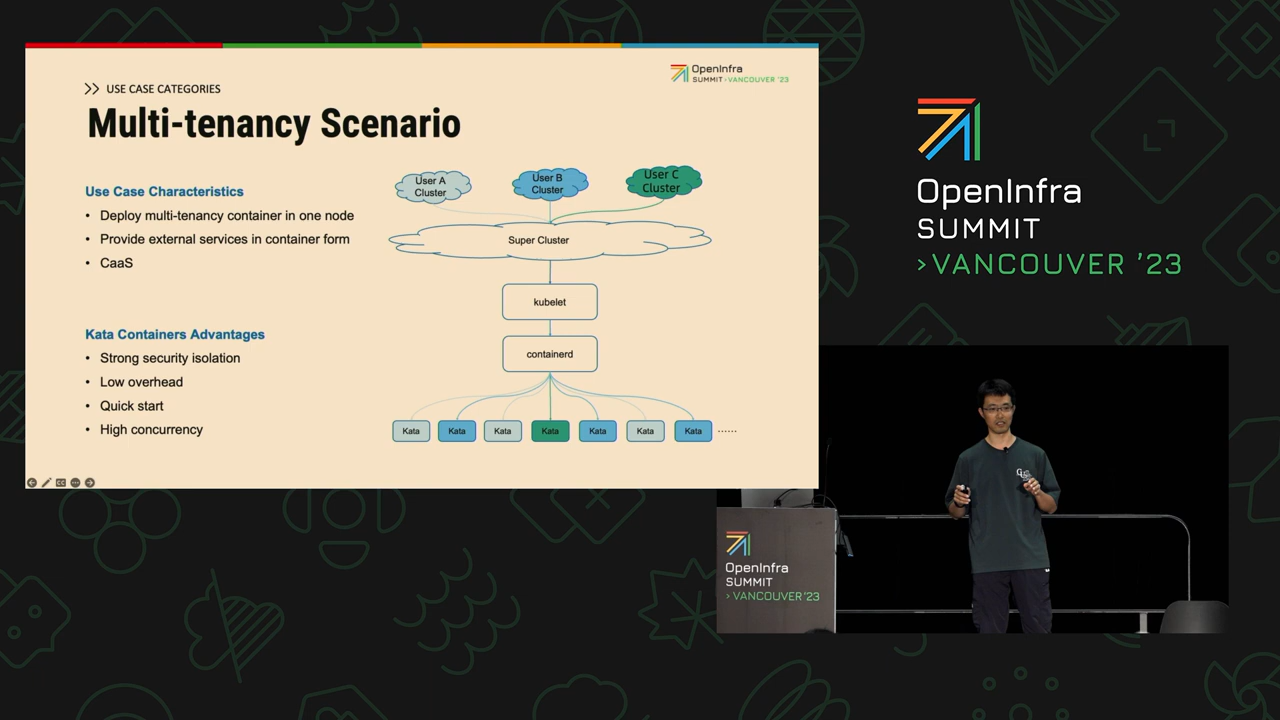 USE CASE CATEGORIES
Multi-tenancy Scenario
OpenInfra
SUMMIT › VANCOUVER '23
Use Case Characteristics
• Deploy multi-tenancy container in one node
• Provide external services in container form
• CaaS
Kata Containers Advantages
• Strong security isolation
• Low overhead
• Quick start
• High concurrency
User A
Cluster
User B
Cluster
User C
Cluster
Super Cluster
kubelet
containerd
Kata
Kata
Kata
Kata
Kata
Kata
Kata
......
OpenInfra
SUMMIT
›VANCOUVER '23
OpenInfra
SUMMIT
› VANCOUVER '23